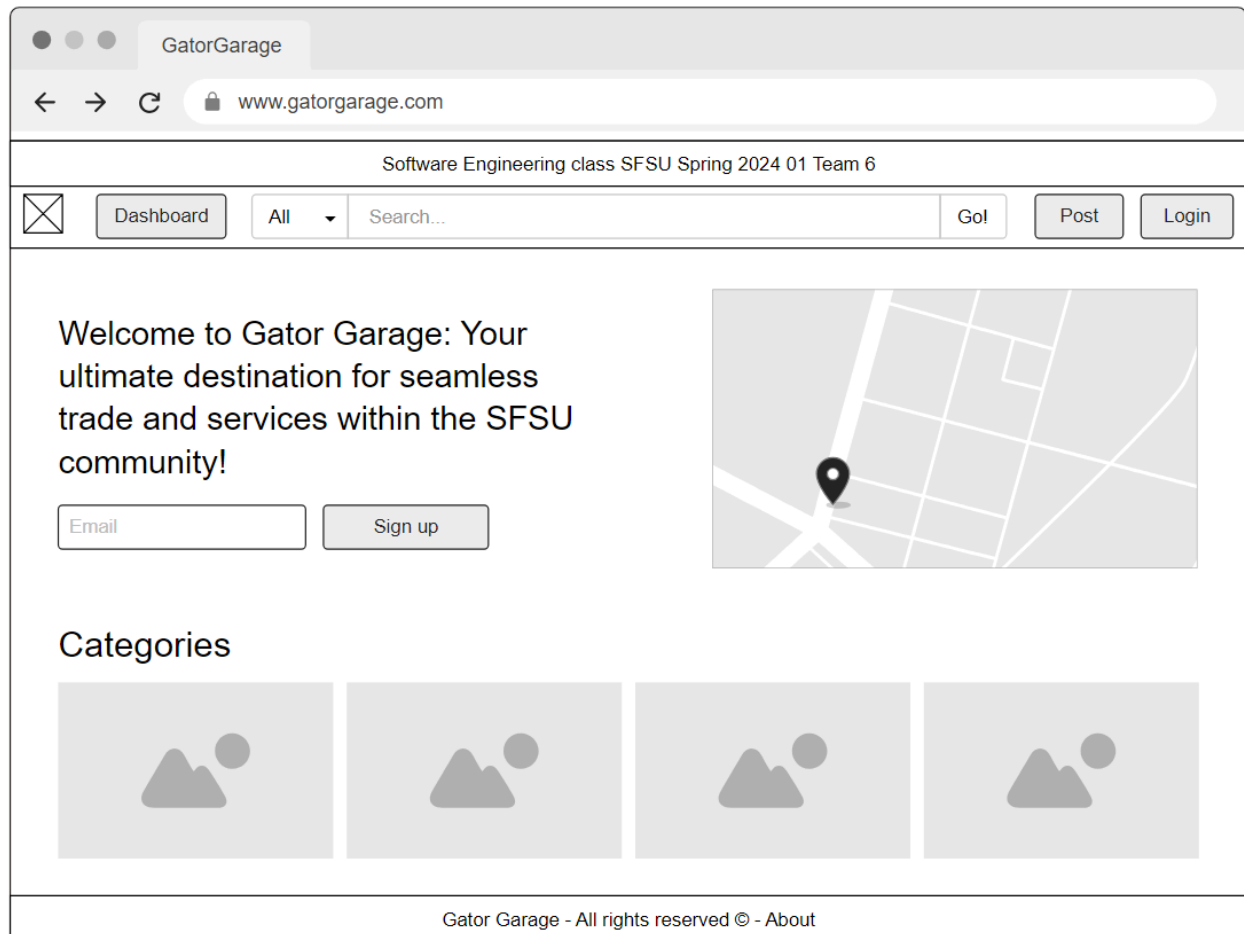 GatorGarage
www.gatorgarage.com
Software Engineering class SFSU Spring 2024 01 Team 6
Dashboard
All
Search...
Go!
Post
Login
Welcome to Gator Garage: Your
ultimate destination for seamless
trade and services within the SFSU
community!
Email
Sign up
Categories
Gator Garage - All rights reserved © - About